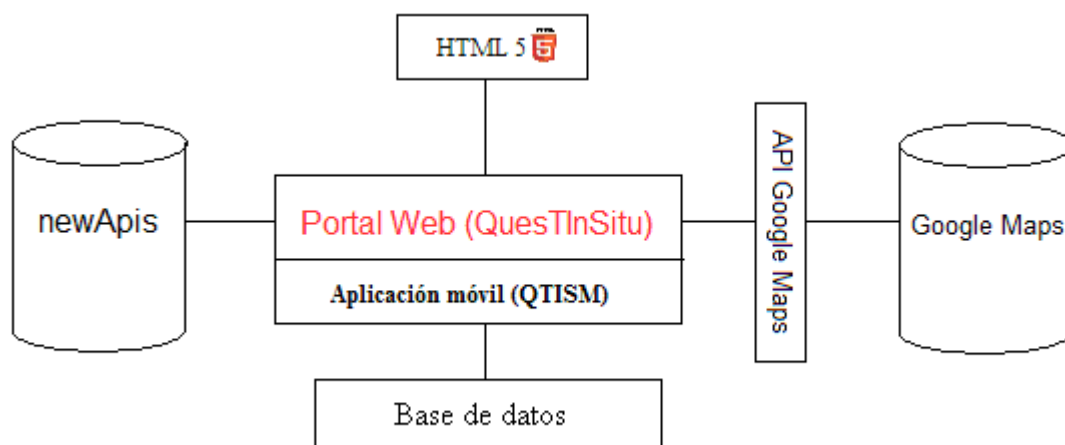 HTML 5
newApis
Portal Web (QuesTInSitu)
Aplicación móvil (QTISM)
API Google Maps
Google Maps
Base de datos